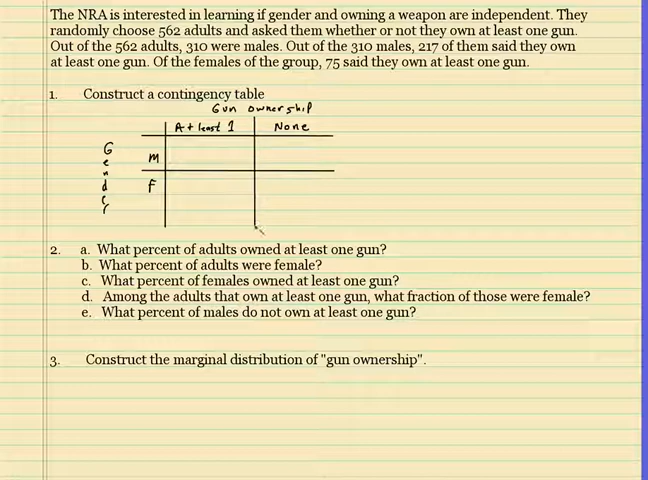 The NRA is interested in learning if gender and owning a weapon are independent. They
randomly choose 562 adults and asked them whether or not they own at least one gun.
Out of the 562 adults, 310 were males. Out of the 310 males, 217 of them said they own
at least one gun. Of the females of the group, 75 said they own at least one gun.
1. Construct a contingency table
Gun ownership
At least 1 None
Gender
M
F
2. a. What percent of adults owned at least one gun?
b. What percent of adults were female?
c. What percent of females owned at least one gun?
d. Among the adults that own at least one gun, what fraction of those were female?
e. What percent of males do not own at least one gun?
3. Construct the marginal distribution of "gun ownership".